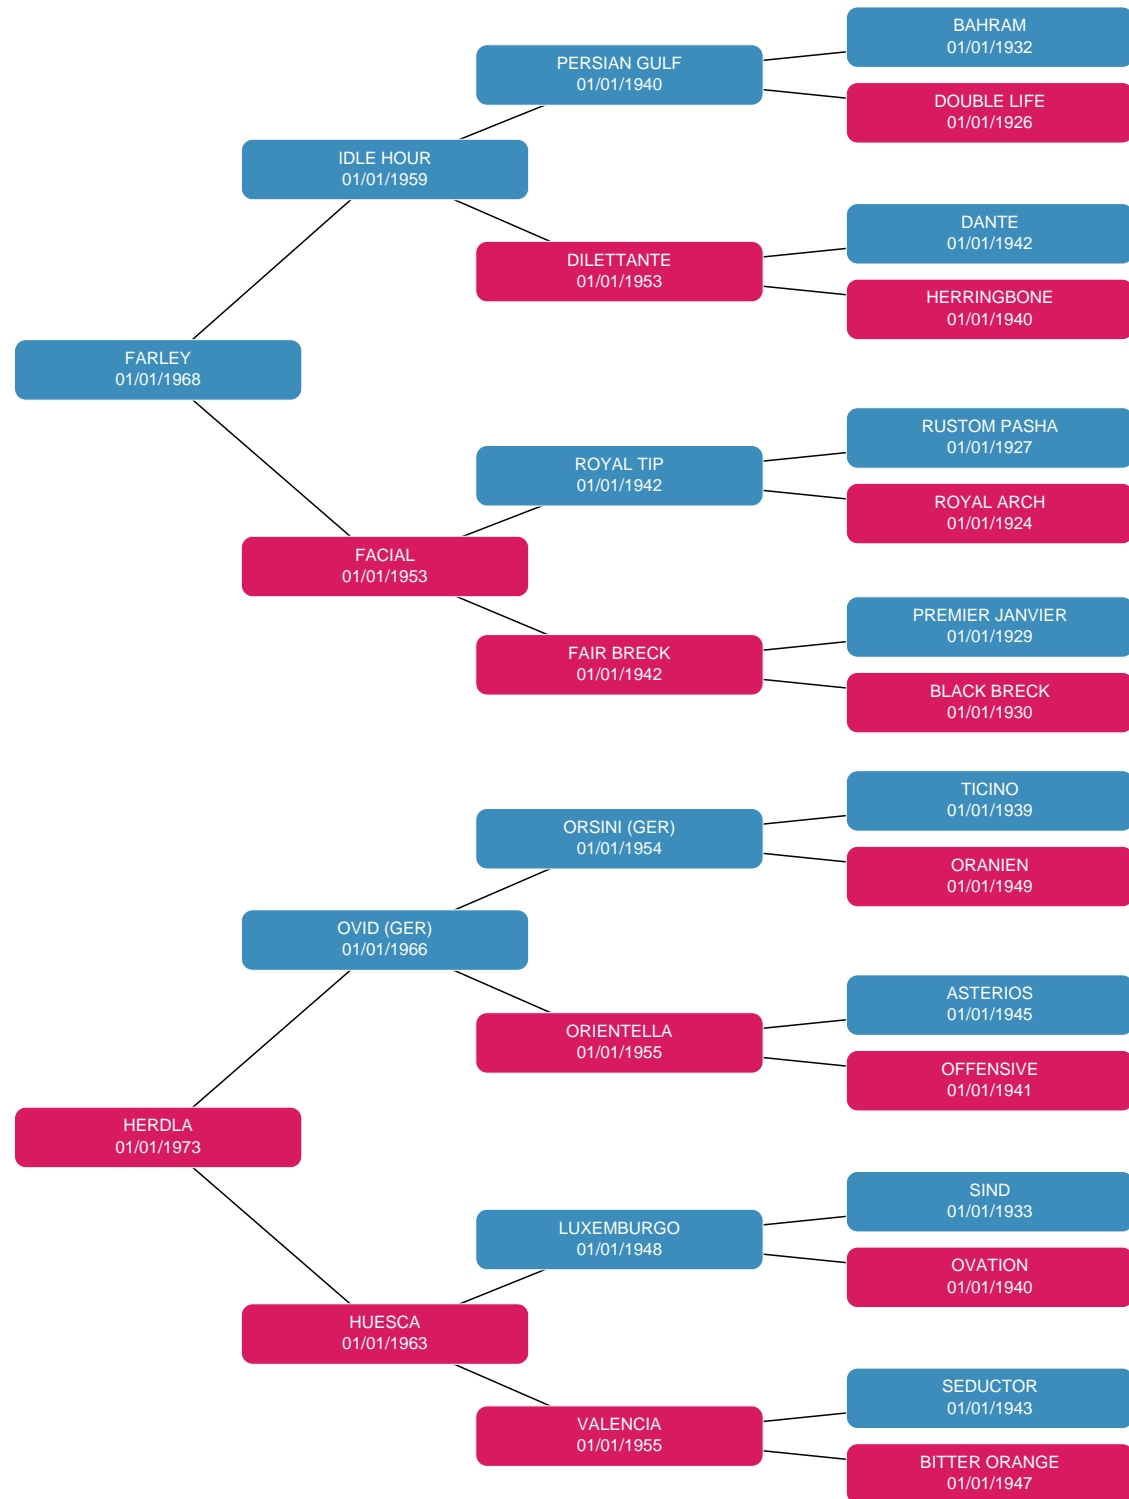 BAHRAM
01/01/1932
PERSIAN GULF
01/01/1940
DOUBLE LIFE
01/01/1926
IDLE HOUR
01/01/1959
DANTE
01/01/1942
DILETTANTE
01/01/1953
HERRINGBONE
01/01/1940
FARLEY
01/01/1968
RUSTOM PASHA
01/01/1927
ROYAL TIP
01/01/1942
ROYAL ARCH
01/01/1924
FACIAL
01/01/1953
PREMIER JANVIER
01/01/1929
FAIR BRECK
01/01/1942
BLACK BRECK
01/01/1930
TICINO
01/01/1939
ORSINI (GER)
01/01/1954
ORANIEN
01/01/1949
OVID (GER)
01/01/1966
ASTERIOS
01/01/1945
ORIENTELLA
01/01/1955
OFFENSIVE
01/01/1941
HERDLA
01/01/1973
SIND
01/01/1933
LUXEMBURGO
01/01/1948
OVATION
01/01/1940
HUESCA
01/01/1963
SEDUCTOR
01/01/1943
VALENCIA
01/01/1955
BITTER ORANGE
01/01/1947